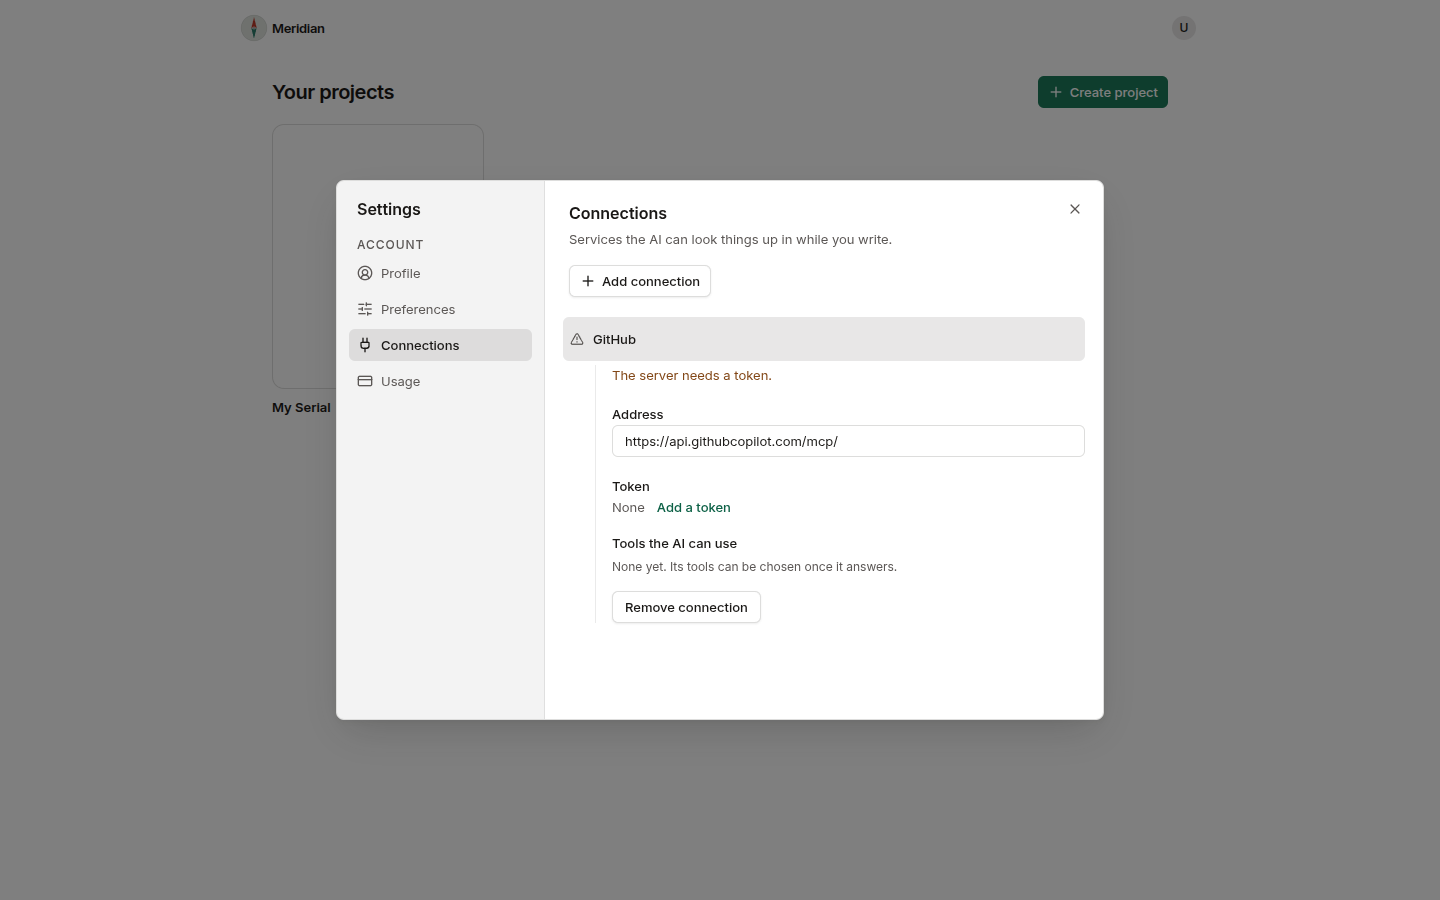 Meridian
U
Your projects
Create project
My Serial
Settings
ACCOUNT
Profile
Preferences
Connections
Usage
Connections
Services the AI can look things up in while you write.
Add connection
GitHub
The server needs a token.
Address
https://api.githubcopilot.com/mcp/
Token
None Add a token
Tools the AI can use
None yet. Its tools can be chosen once it answers.
Remove connection